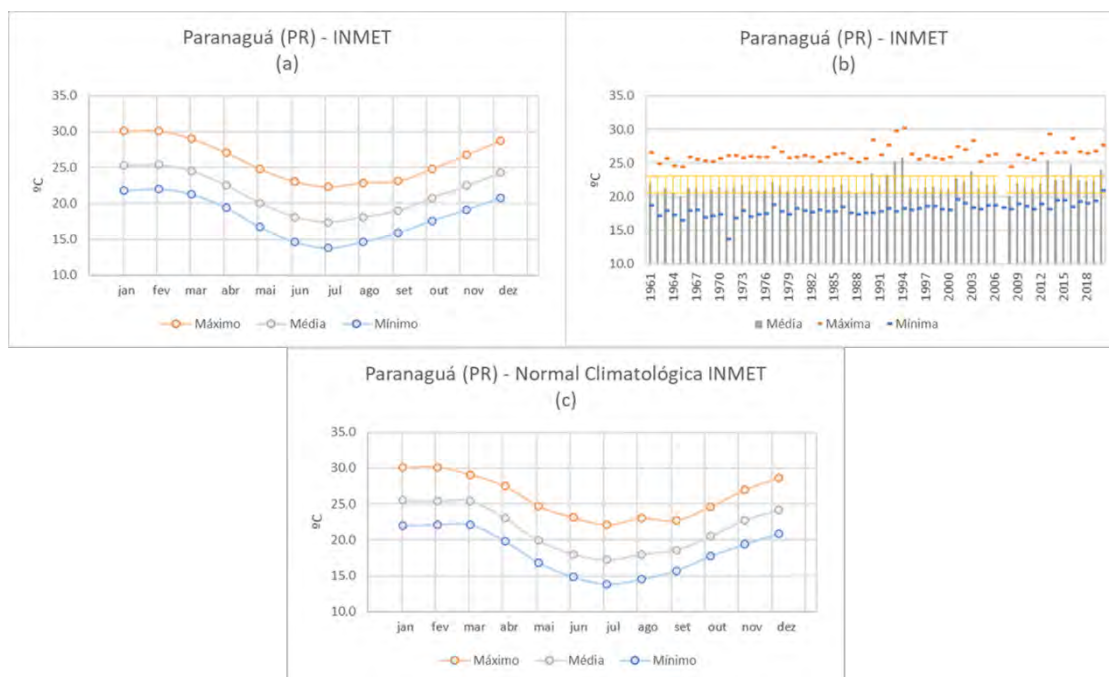 Paranaguá (PR) - INMET
(a)
ºC
35.0
30.0
25.0
20.0
15.0
10.0
jan fev mar abr mai jun jul ago set out nov dez
Máximo Média Mínimo
Paranaguá (PR) - INMET
(b)
ºC
35.0
30.0
25.0
20.0
15.0
10.0
1961 1964 1967 1970 1973 1976 1979 1982 1985 1988 1991 1994 1997 2000 2003 2006 2009 2012 2015 2018
Média Máxima Mínima
Paranaguá (PR) - Normal Climatológica INMET
(c)
ºC
35.0
30.0
25.0
20.0
15.0
10.0
jan fev mar abr mai jun jul ago set out nov dez
Máximo Média Mínimo